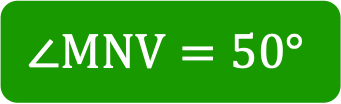 ∠MNV = 50°